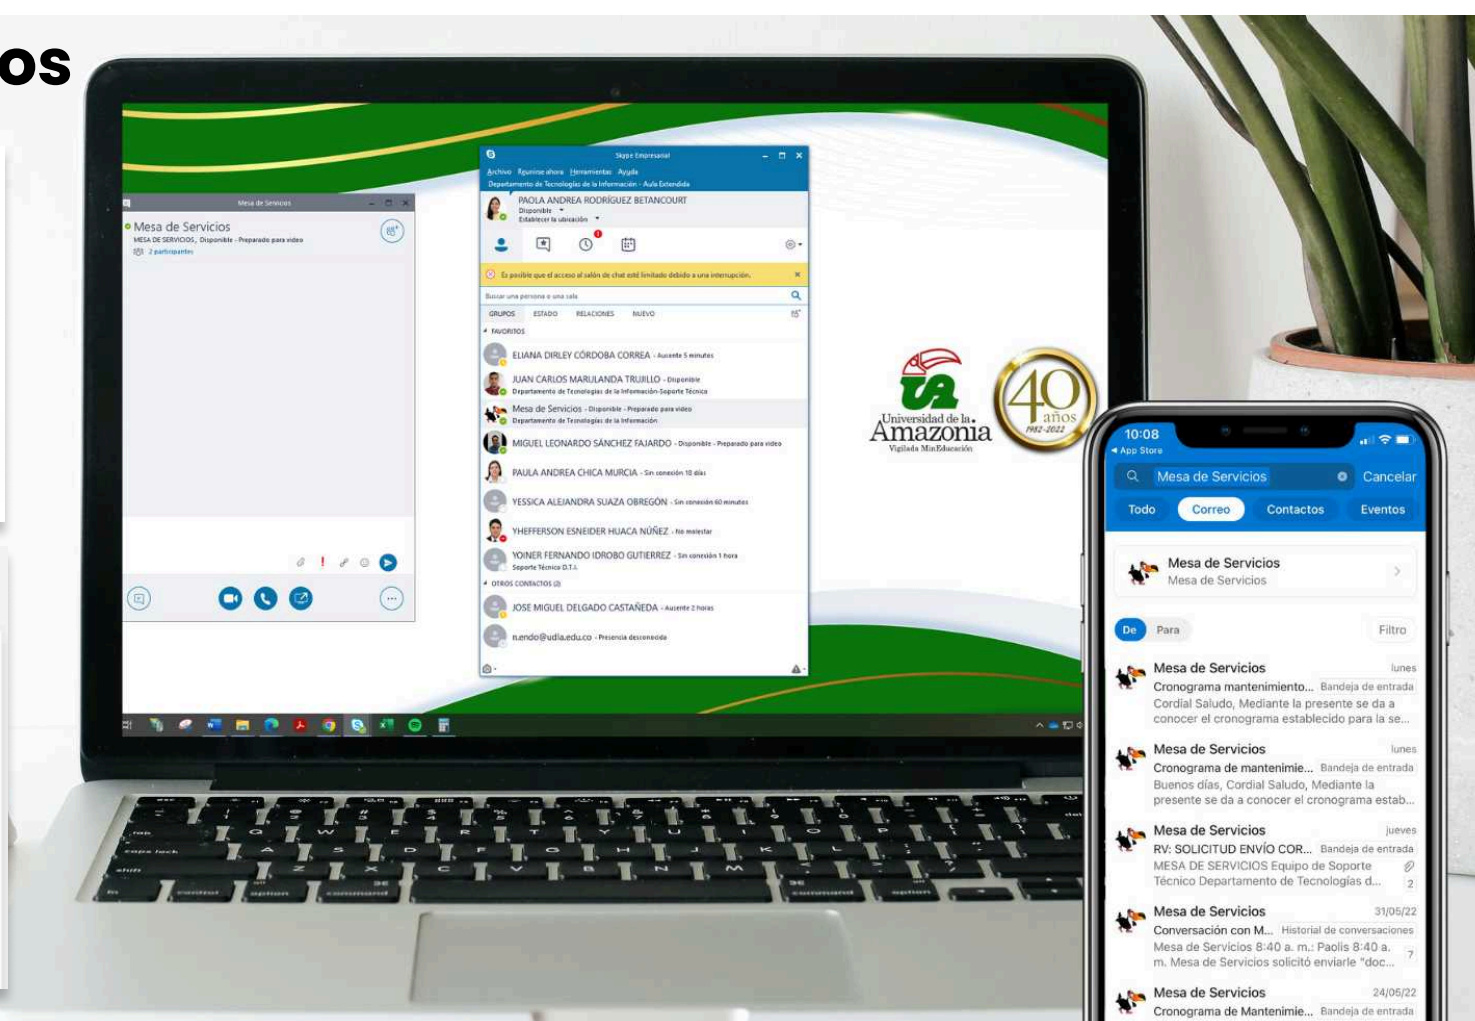 os
Mesa de Servicios
Mesa de Servicios
MESA DE SERVICIOS, Disponible - Preparado para video
2 participantes
Skype Empresarial
Archivo Reunirse ahora Herramientas Ayuda
Departamento de Tecnologías de la Información - Aula Extendida
PAOLA ANDREA RODRÍGUEZ BETANCOURT
Disponible
Establecer la ubicación
Es posible que el acceso al salón de chat esté limitado debido a una interrupción.
Buscar una persona o una sala
GRUPOS ESTADO RELACIONES NUEVO
FAVORITOS
ELIANA DIRLEY CÓRDOBA CORREA - Ausente 5 minutos
JUAN CARLOS MARULANDA TRUJILLO - Disponible
Departamento de Tecnologías de la Información-Soporte Técnico
Mesa de Servicios - Disponible - Preparado para video
Departamento de Tecnologías de la Información
MIGUEL LEONARDO SÁNCHEZ FAJARDO - Disponible - Preparado para video
PAULA ANDREA CHICA MURCIA - Sin conexión 18 días
YESSICA ALEJANDRA SUAZA OBREGÓN - Sin conexión 60 minutos
YHEFFERSON ESNEIDER HUACA NÚÑEZ - No molestar
YOINER FERNANDO IDROBO GUTIERREZ - Sin conexión 1 hora
Soporte Técnico D.T.I.
OTROS CONTACTOS (2)
JOSE MIGUEL DELGADO CASTAÑEDA - Ausente 2 horas
n.endo@udla.edu.co - Presencia desconocida
Universidad de la
Amazonia
Vigilada MinEducación
40
años
1982-2022
10:08
App Store
Mesa de Servicios Cancelar
Todo Correo Contactos Eventos
Mesa de Servicios
Mesa de Servicios
De Para Filtro
Mesa de Servicios lunes
Cronograma mantenimiento... Bandeja de entrada
Cordial Saludo, Mediante la presente se da a
conocer el cronograma establecido para la se...
Mesa de Servicios lunes
Cronograma de mantenimie... Bandeja de entrada
Buenos días, Cordial Saludo, Mediante la
presente se da a conocer el cronograma estab...
Mesa de Servicios jueves
RV: SOLICITUD ENVÍO COR... Bandeja de entrada
MESA DE SERVICIOS Equipo de Soporte
Técnico Departamento de Tecnologías d... 2
Mesa de Servicios 31/05/22
Conversación con M... Historial de conversaciones
Mesa de Servicios 8:40 a. m.: Paolis 8:40 a.
m. Mesa de Servicios solicitó enviarle "doc... 7
Mesa de Servicios 24/05/22
Cronograma de Mantenimie... Bandeja de entrada